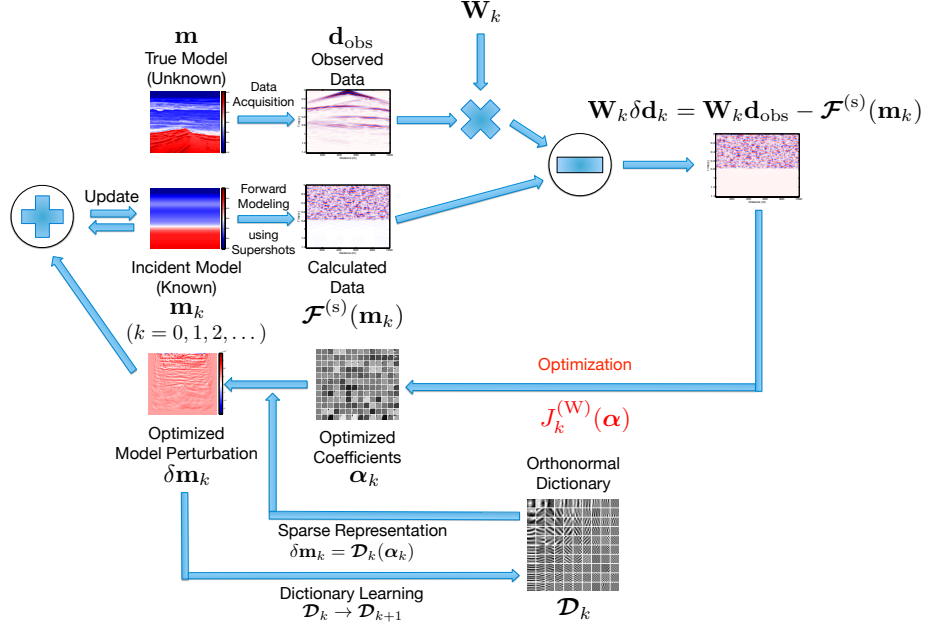 W_k
m
True Model
(Unknown)
Data
Acquisition
d_obs
Observed
Data
W_k δd_k = W_k d_obs − 𝓕^(s)(m_k)
Update
Forward
Modeling
using
Supershots
Incident Model
(Known)
m_k
(k = 0, 1, 2, . . . )
Calculated
Data
𝓕^(s)(m_k)
Optimization
J_k^(W)(α)
Optimized
Model Perturbation
δm_k
Optimized
Coefficients
α_k
Orthonormal
Dictionary
𝓓_k
Sparse Representation
δm_k = 𝓓_k(α_k)
Dictionary Learning
𝓓_k → 𝓓_{k+1}